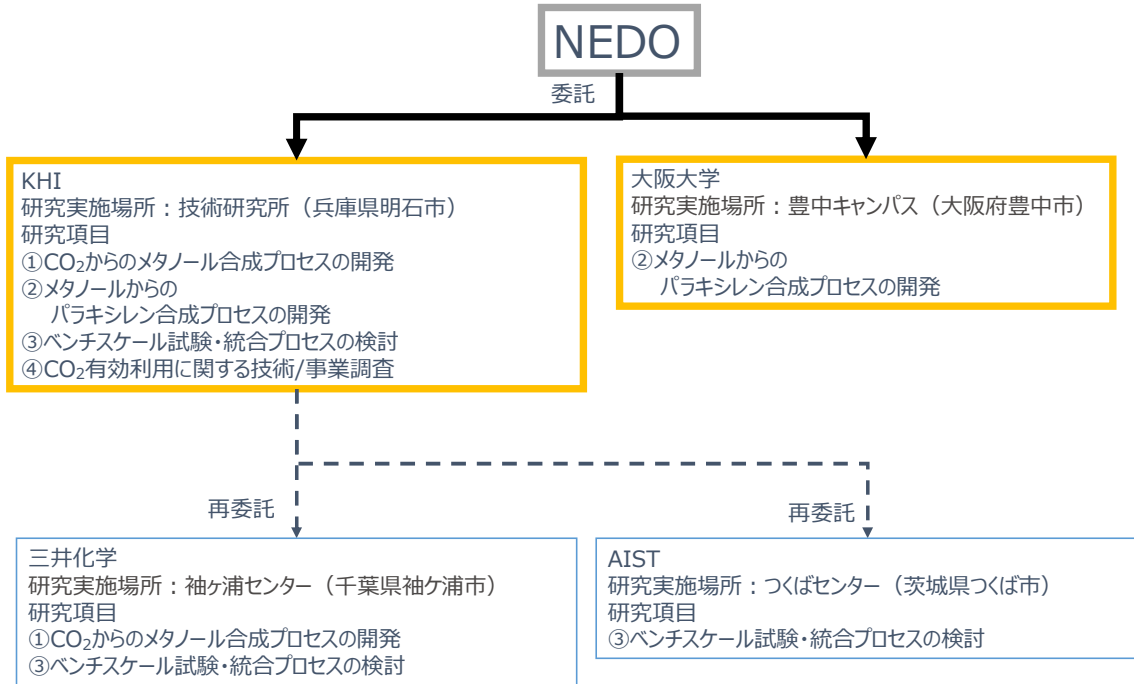 NEDO
委託
KHI
研究実施場所：技術研究所（兵庫県明石市）
研究項目
①CO₂からのメタノール合成プロセスの開発
②メタノールからの
パラキシレン合成プロセスの開発
③ベンチスケール試験・統合プロセスの検討
④CO₂有効利用に関する技術/事業調査
大阪大学
研究実施場所：豊中キャンパス（大阪府豊中市）
研究項目
②メタノールからの
パラキシレン合成プロセスの開発
再委託
再委託
三井化学
研究実施場所：袖ヶ浦センター（千葉県袖ケ浦市）
研究項目
①CO₂からのメタノール合成プロセスの開発
③ベンチスケール試験・統合プロセスの検討
AIST
研究実施場所：つくばセンター（茨城県つくば市）
研究項目
③ベンチスケール試験・統合プロセスの検討